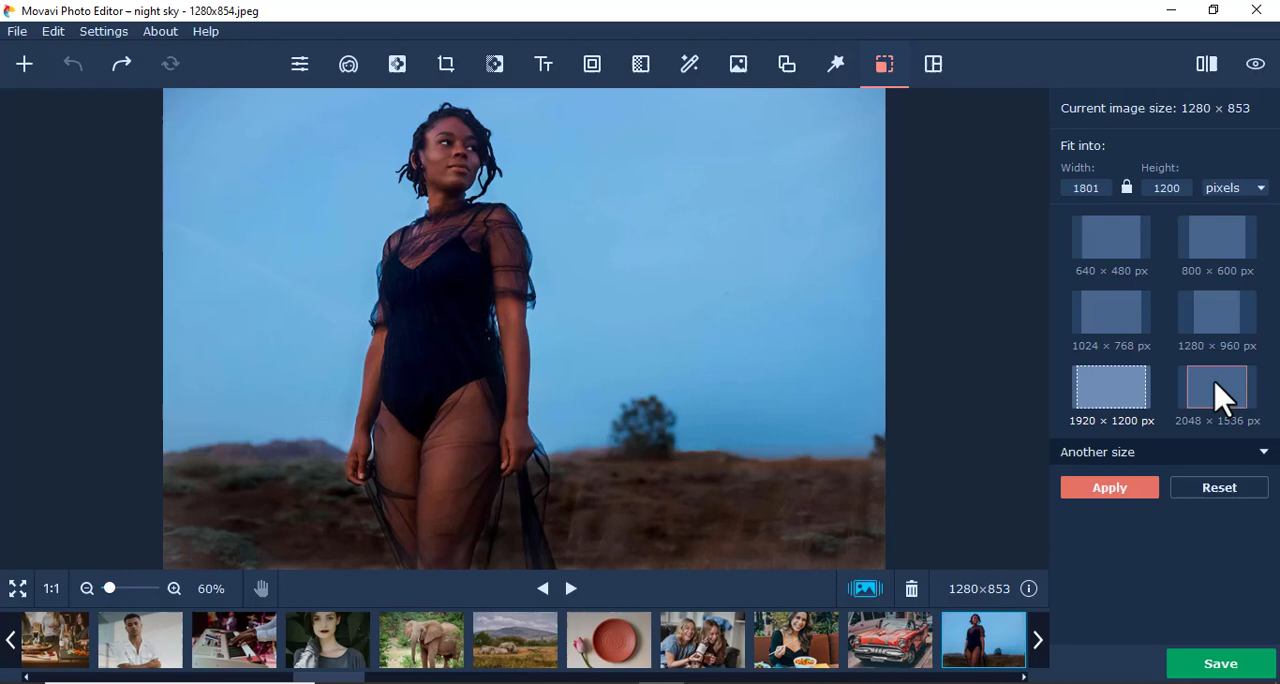 Movavi Photo Editor – night sky - 1280x854.jpeg
File Edit Settings About Help
Current image size: 1280 × 853
Fit into:
Width: Height:
1801 1200 pixels
640 × 480 px 800 × 600 px
1024 × 768 px 1280 × 960 px
1920 × 1200 px 2048 × 1536 px
Another size
Apply Reset
1:1 60% 1280×853
Save